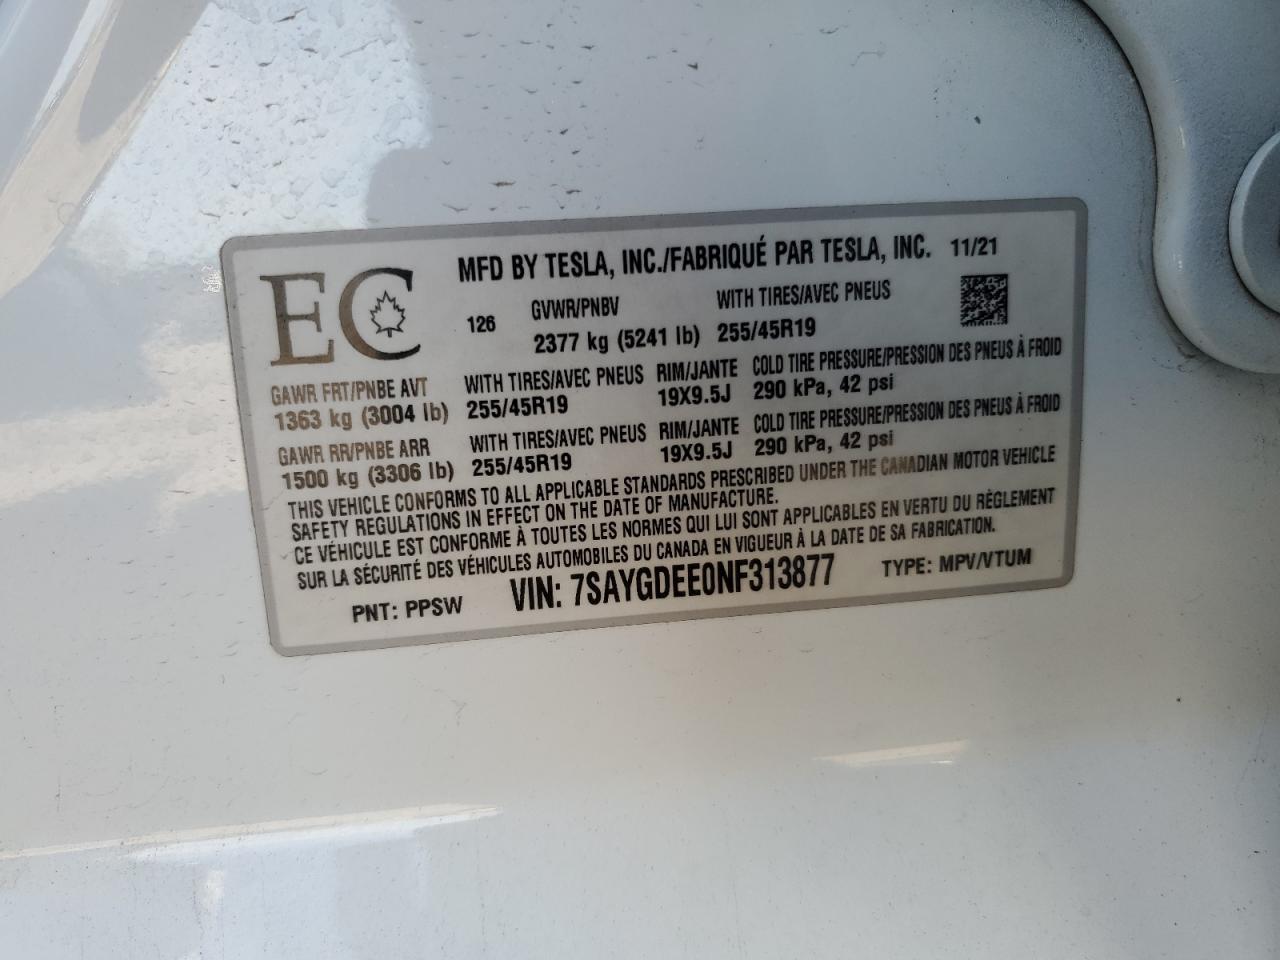 EC
MFD BY TESLA, INC./FABRIQUÉ PAR TESLA, INC. 11/21
126 GVWR/PNBV WITH TIRES/AVEC PNEUS
2377 kg (5241 lb) 255/45R19
GAWR FRT/PNBE AVT WITH TIRES/AVEC PNEUS RIM/JANTE COLD TIRE PRESSURE/PRESSION DES PNEUS À FROID
1363 kg (3004 lb) 255/45R19 19X9.5J 290 kPa, 42 psi
GAWR RR/PNBE ARR WITH TIRES/AVEC PNEUS RIM/JANTE COLD TIRE PRESSURE/PRESSION DES PNEUS À FROID
1500 kg (3306 lb) 255/45R19 19X9.5J 290 kPa, 42 psi
THIS VEHICLE CONFORMS TO ALL APPLICABLE STANDARDS PRESCRIBED UNDER THE CANADIAN MOTOR VEHICLE
SAFETY REGULATIONS IN EFFECT ON THE DATE OF MANUFACTURE.
CE VÉHICULE EST CONFORME À TOUTES LES NORMES QUI LUI SONT APPLICABLES EN VERTU DU RÈGLEMENT
SUR LA SÉCURITÉ DES VÉHICULES AUTOMOBILES DU CANADA EN VIGUEUR À LA DATE DE SA FABRICATION.
PNT: PPSW VIN: 7SAYGDEE0NF313877 TYPE: MPV/VTUM